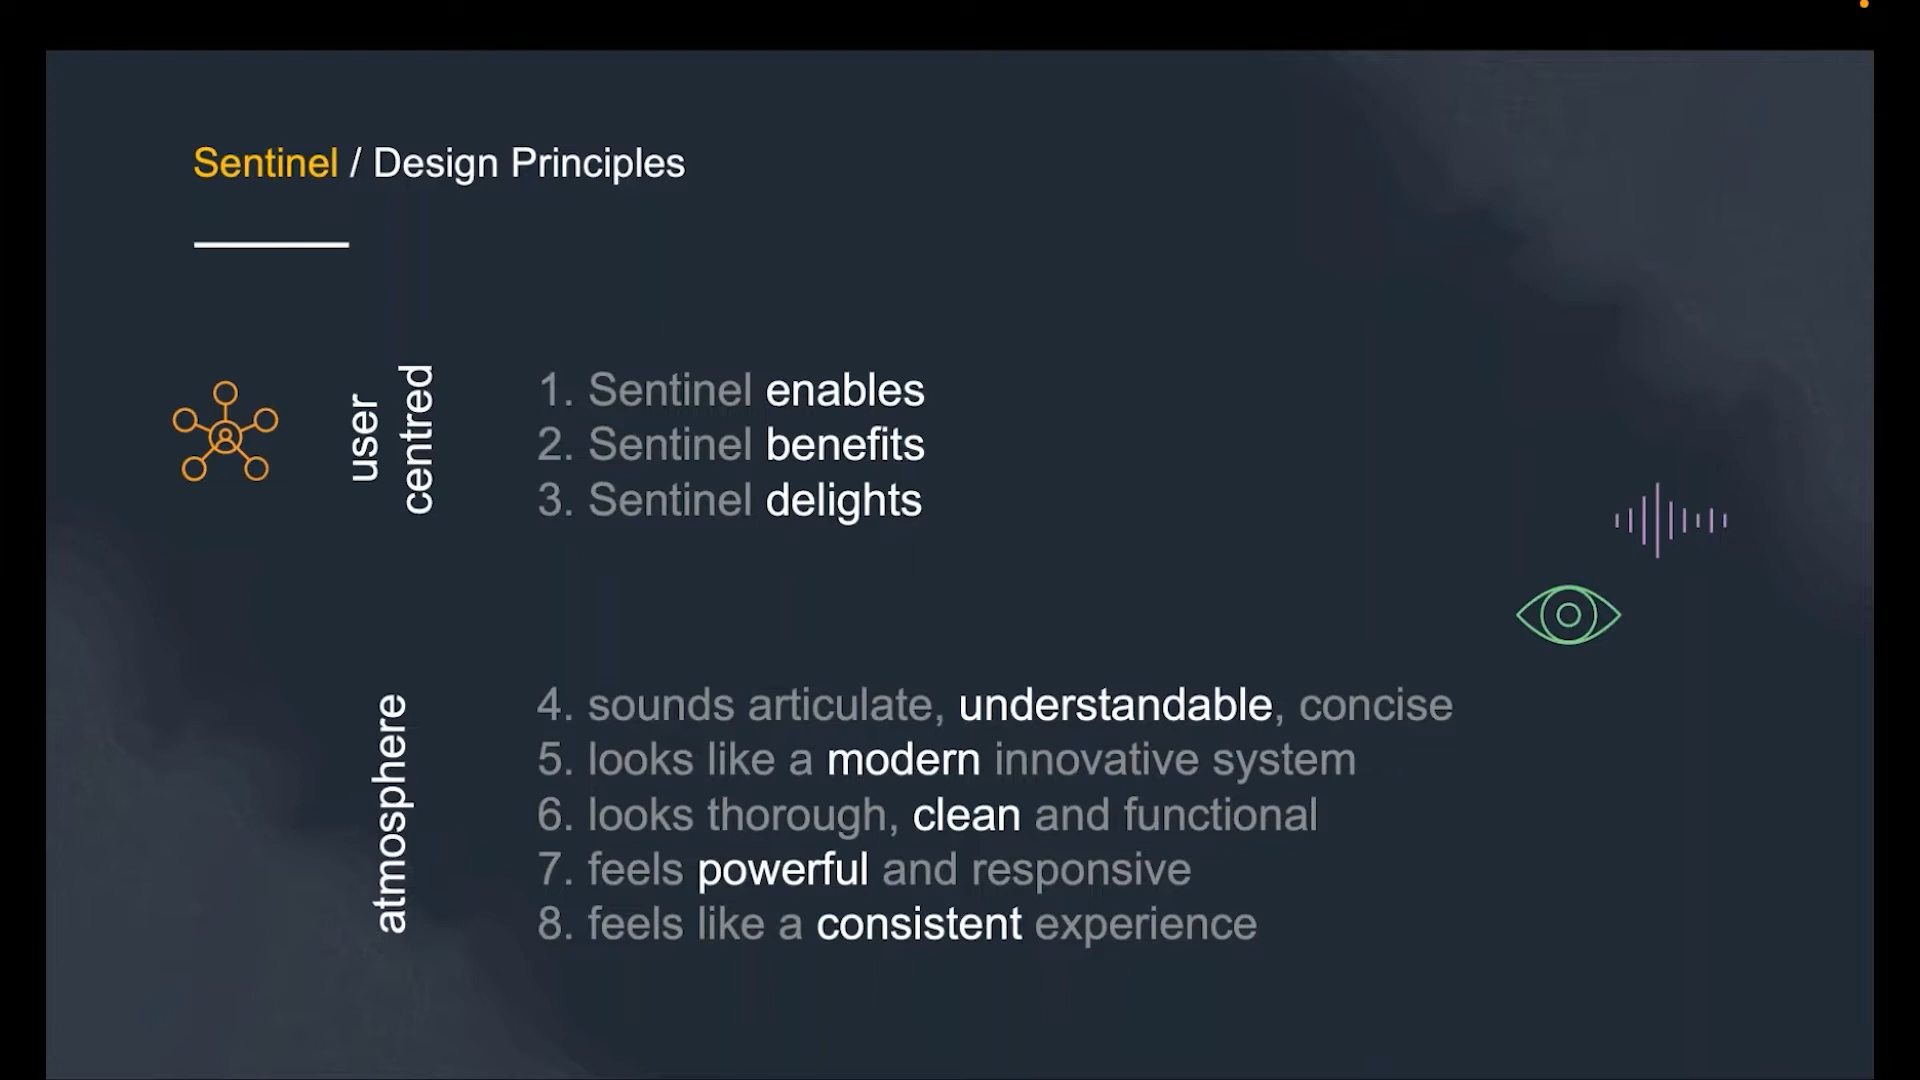 Sentinel / Design Principles
user
centred
1. Sentinel enables
2. Sentinel benefits
3. Sentinel delights
atmosphere
4. sounds articulate, understandable, concise
5. looks like a modern innovative system
6. looks thorough, clean and functional
7. feels powerful and responsive
8. feels like a consistent experience